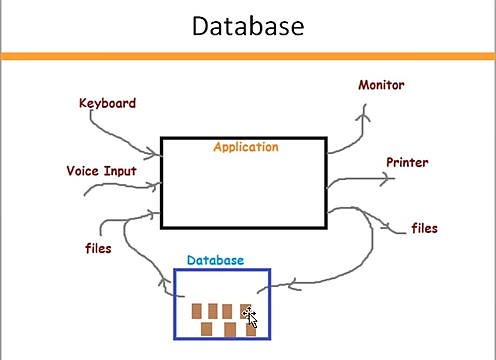 Database
Monitor
Keyboard
Application
Printer
Voice Input
files
files
Database